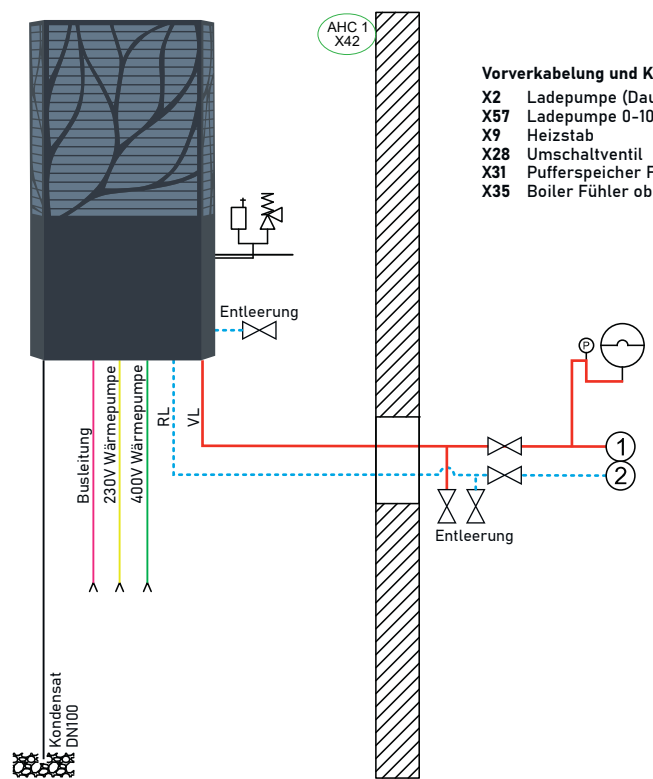 AHC 1
X42
Vorverkabelung und K
X2 Ladepumpe (Dau
X57 Ladepumpe 0-10
X9 Heizstab
X28 Umschaltventil
X31 Pufferspeicher F
X35 Boiler Fühler ob
Entleerung
P
Busleitung
230V Wärmepumpe
400V Wärmepumpe
RL
VL
1
2
Entleerung
Kondensat
DN100